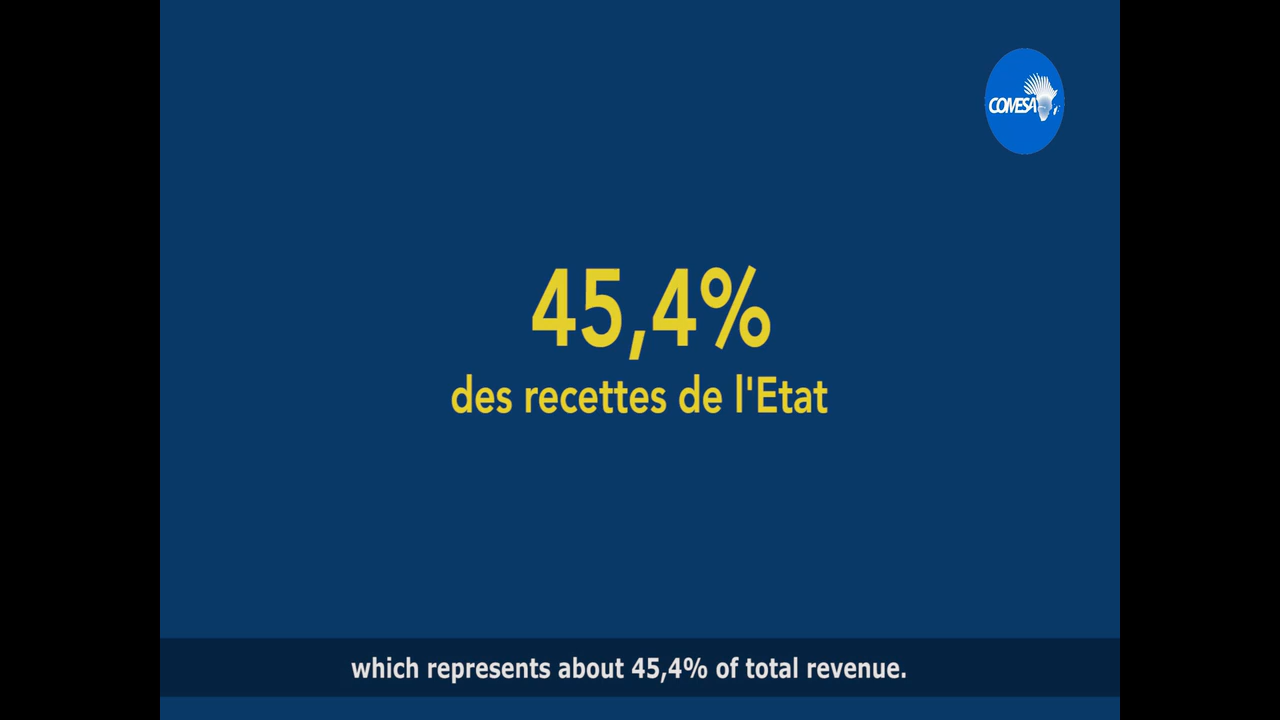 COMESA
45,4%
des recettes de l'Etat
which represents about 45,4% of total revenue.